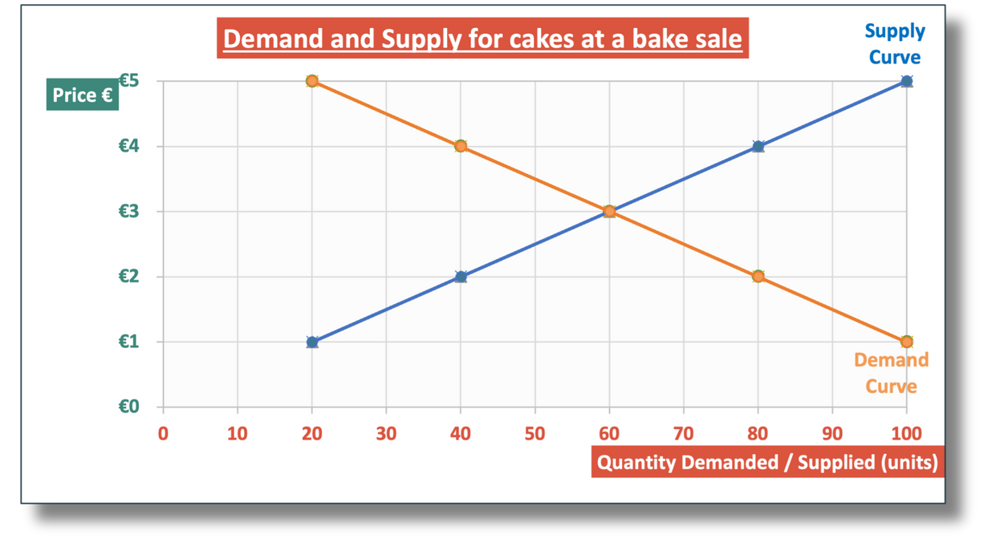 Demand and Supply for cakes at a bake sale
Supply
Curve
Price €
€5
€4
€3
€2
€1
€0
Demand
Curve
0 10 20 30 40 50 60 70 80 90 100
Quantity Demanded / Supplied (units)